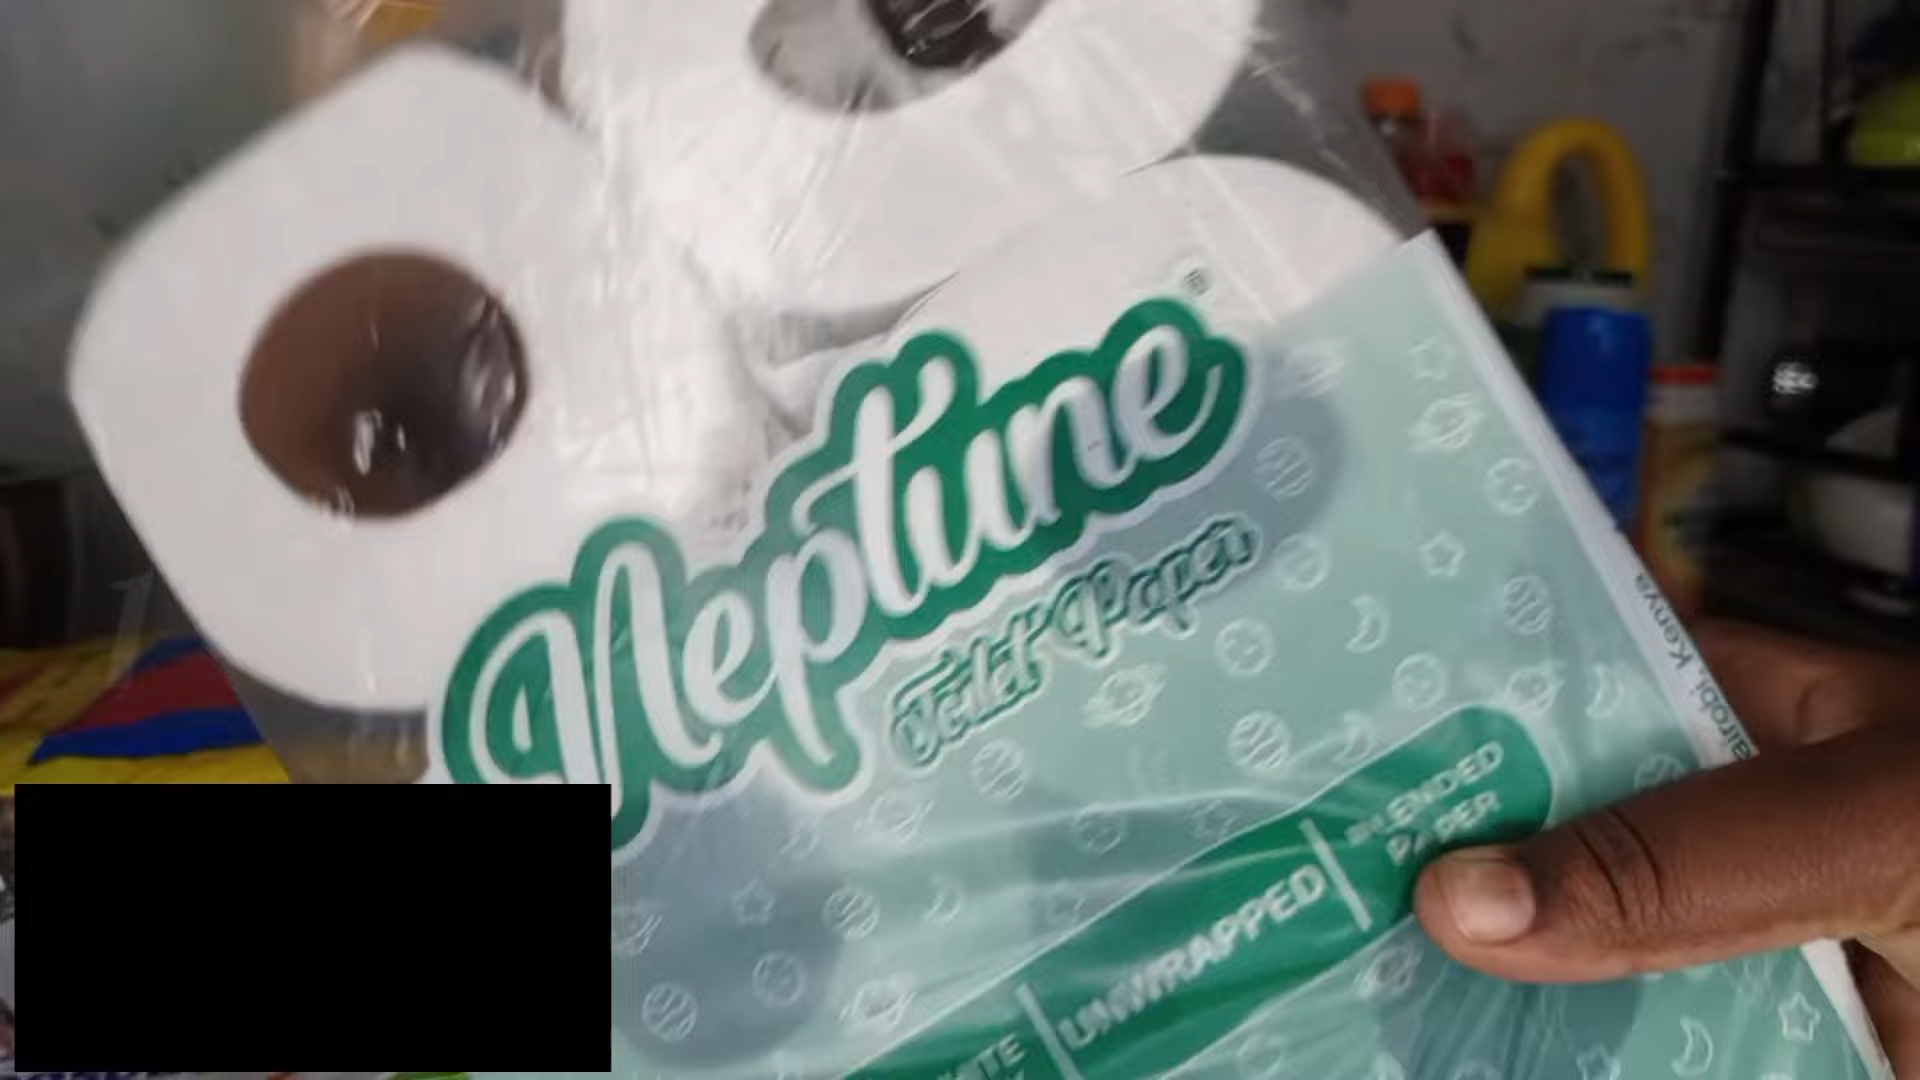 Neptune®
Toilet Paper
BLENDED
PAPER
UNWRAPPED
Kenya